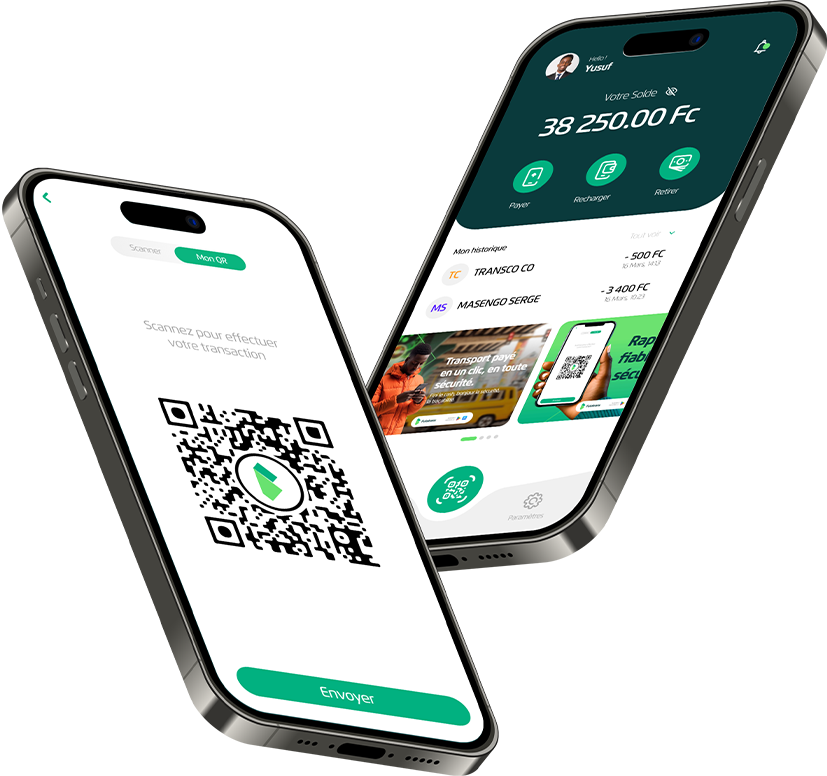 Scanner
Mon QR
Scannez pour effectuer
votre transaction
Envoyer
Hello !
Yusuf
Votre Solde
38 250.00 Fc
Payer
Recharger
Retirer
Tout voir
Mon historique
TC
TRANSCO CO
- 500 FC
16 Mars, 14:13
MS
MASENGO SERGE
- 3 400 FC
16 Mars, 10:23
Transport payé
en un clic, en toute
sécurité.
Rap
fiab
sécu
Paramètres